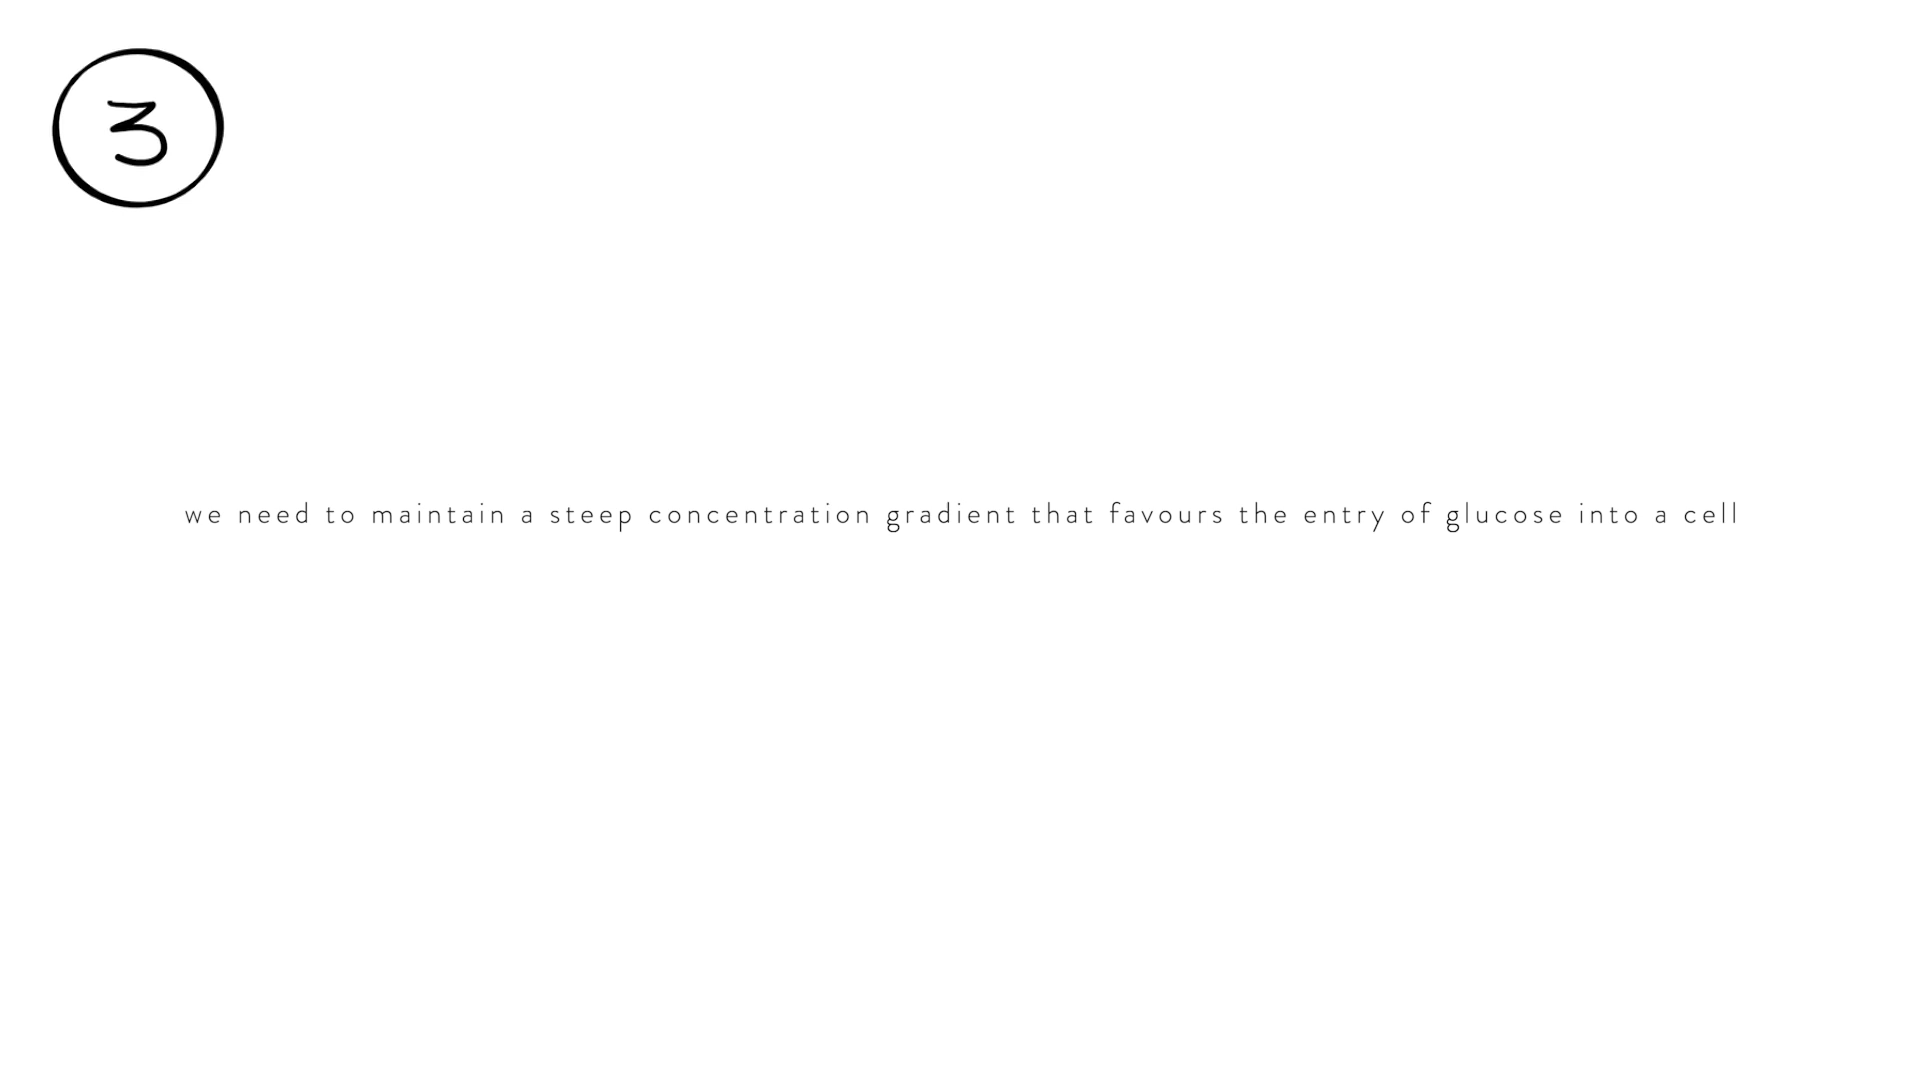 3
we need to maintain a steep concentration gradient that favours the entry of glucose into a cell